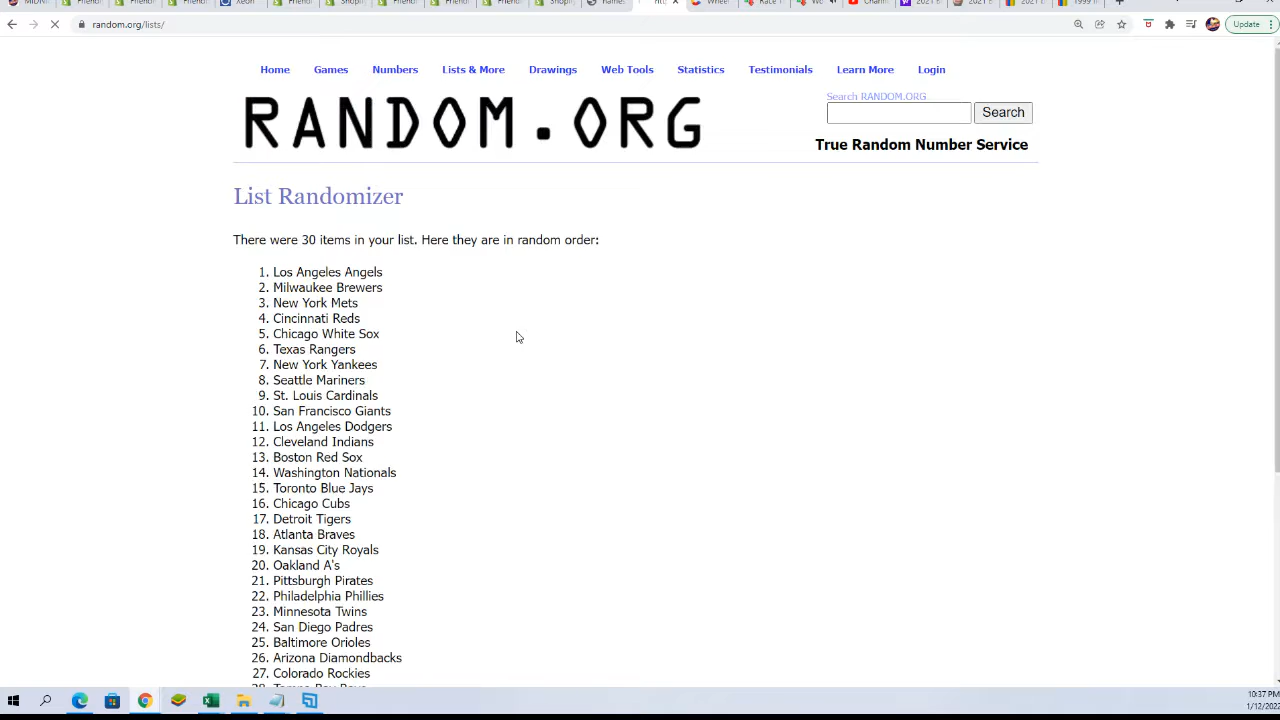 random.org/lists/
Update
Home Games Numbers Lists & More Drawings Web Tools Statistics Testimonials Learn More Login
Search RANDOM.ORG
RANDOM.ORG
Search
True Random Number Service
List Randomizer
There were 30 items in your list. Here they are in random order:
1. Los Angeles Angels
2. Milwaukee Brewers
3. New York Mets
4. Cincinnati Reds
5. Chicago White Sox
6. Texas Rangers
7. New York Yankees
8. Seattle Mariners
9. St. Louis Cardinals
10. San Francisco Giants
11. Los Angeles Dodgers
12. Cleveland Indians
13. Boston Red Sox
14. Washington Nationals
15. Toronto Blue Jays
16. Chicago Cubs
17. Detroit Tigers
18. Atlanta Braves
19. Kansas City Royals
20. Oakland A's
21. Pittsburgh Pirates
22. Philadelphia Phillies
23. Minnesota Twins
24. San Diego Padres
25. Baltimore Orioles
26. Arizona Diamondbacks
27. Colorado Rockies
10:37 PM
1/12/2022